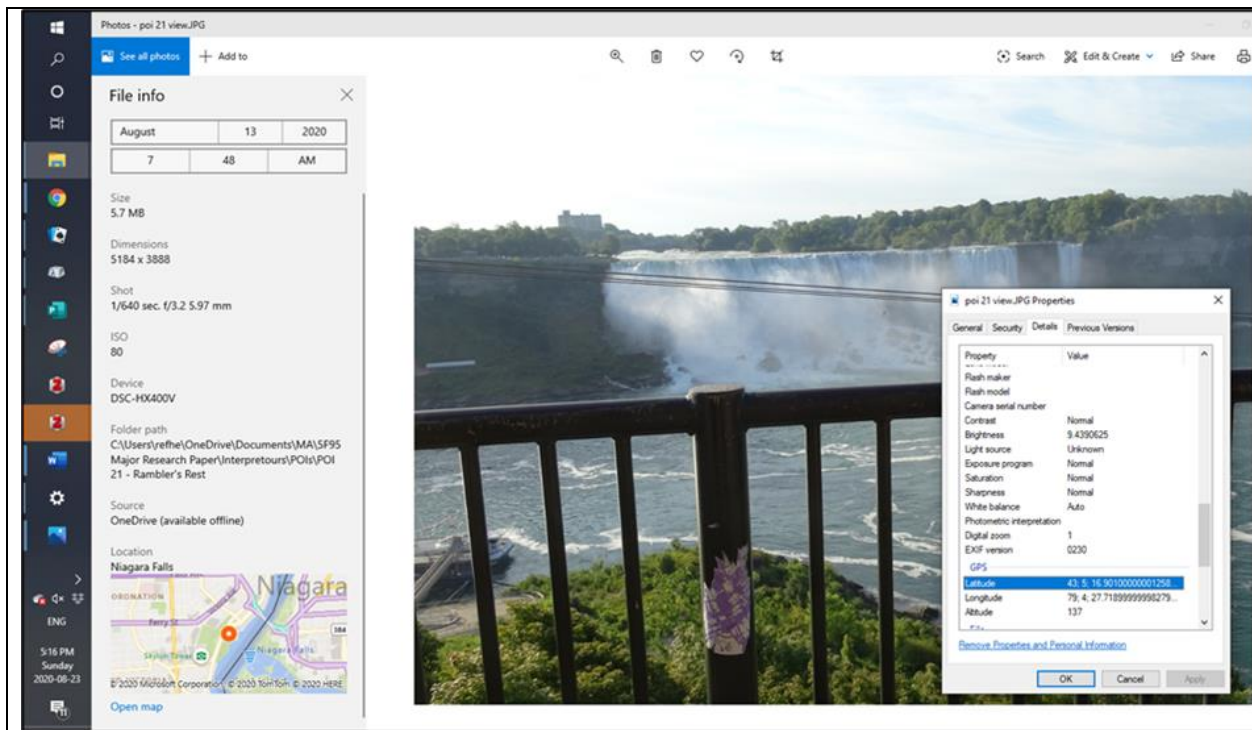 Photos - poi 21 view.JPG
See all photos
Add to
Search
Edit & Create
Share
File info
August 13 2020
7 48 AM
Size
5.7 MB
Dimensions
5184 x 3888
Shot
1/640 sec. f/3.2 5.97 mm
ISO
80
Device
DSC-HX400V
Folder path
C:\Users\refhe\OneDrive\Documents\MA\SF95
Major Research Paper\Interpretours\POIs\POI
21 - Rambler's Rest
Source
OneDrive (available offline)
Location
Niagara Falls
Niagara
ORONATION
Ferry St
384
Skylon Tower
Niagara Falls
© 2020 Microsoft Corporation, © 2020 TomTom © 2020 HERE
Open map
poi 21 view.JPG Properties
General Security Details Previous Versions
Property Value
Flash maker
Flash model
Camera serial number
Contrast Normal
Brightness 9.4390625
Light source Unknown
Exposure program Normal
Saturation Normal
Sharpness Normal
White balance Auto
Photometric interpretation
Digital zoom 1
EXIF version 0230
GPS
Latitude 43; 5; 16.90100000001258...
Longitude 79; 4; 27.71899999998279...
Altitude 137
Remove Properties and Personal Information
OK Cancel Apply
ENG
5:16 PM
Sunday
2020-08-23